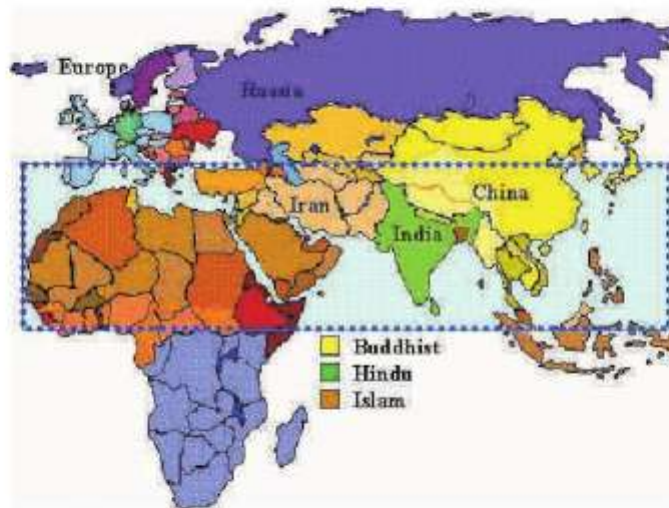 Europe
Russia
Iran
China
India
Buddhist
Hindu
Islam